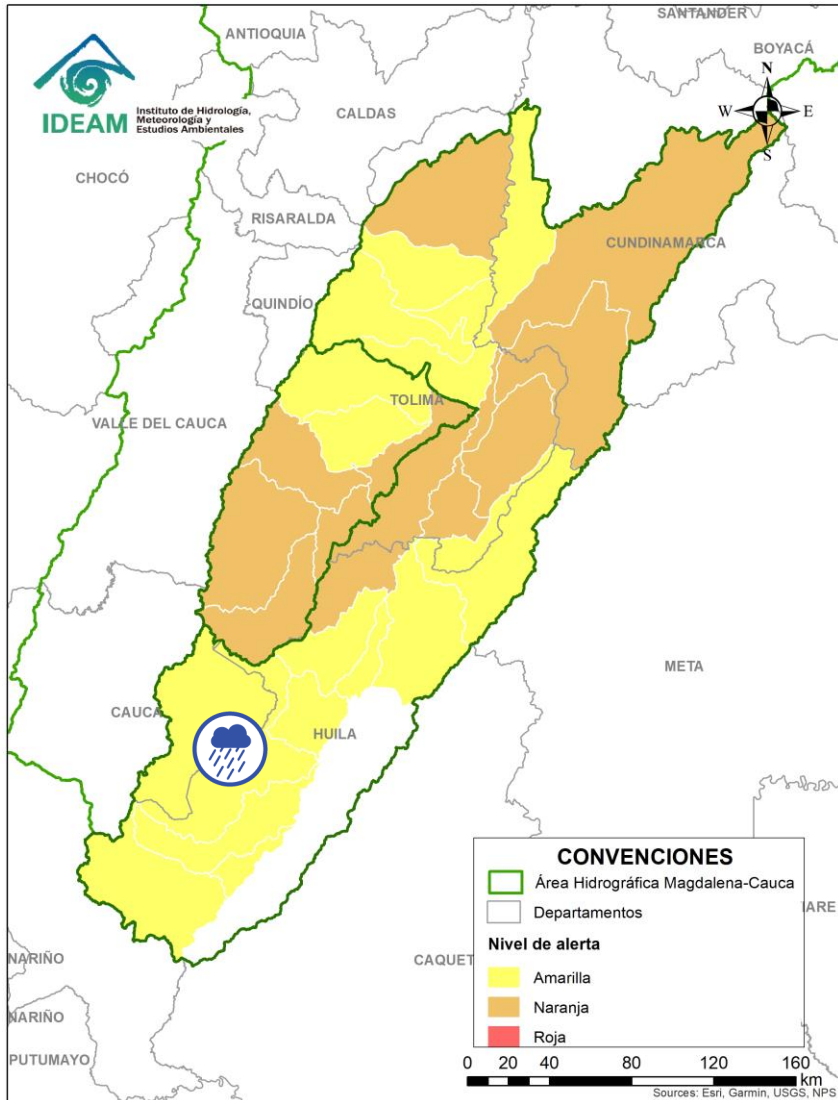 SANTANDER
ANTIOQUIA
BOYACÁ
N
IDEAM
Instituto de Hidrología,
Meteorología y
Estudios Ambientales
CALDAS
W
E
S
CHOCÓ
RISARALDA
CUNDINAMARCA
QUINDÍO
TOLIMA
VALLE DEL CAUCA
META
CAUCA
HUILA
CONVENCIONES
Área Hidrográfica Magdalena-Cauca
Departamentos
IARE
Nivel de alerta
NARIÑO
CAQUET
Amarilla
Naranja
NARIÑO
Roja
PUTUMAYO
0 20 40 80 120 160
km
Sources: Esri, Garmin, USGS, NPS